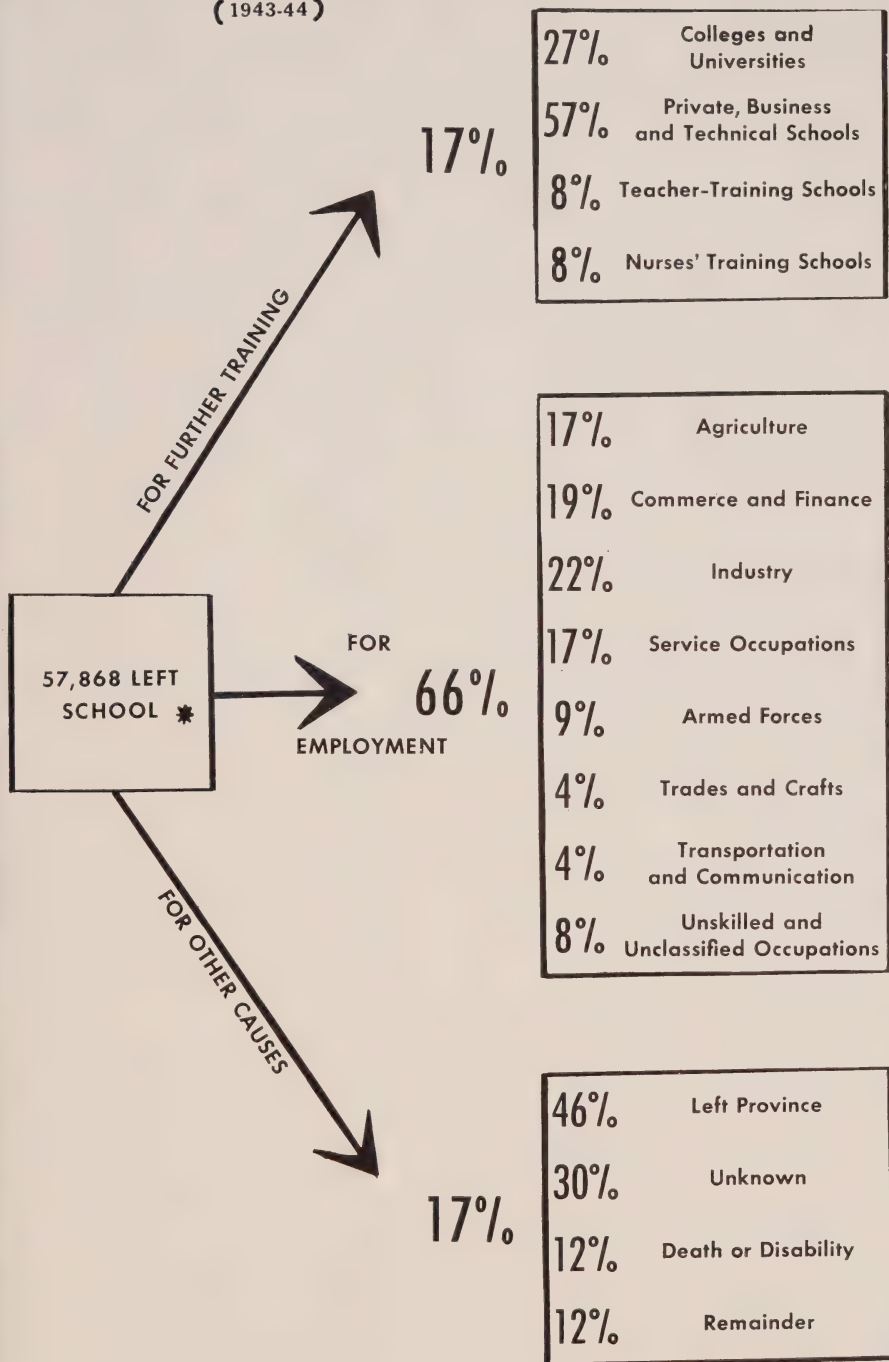 (1943-44)
27% Colleges and
Universities
57% Private, Business
and Technical Schools
8% Teacher-Training Schools
8% Nurses' Training Schools
17%
FOR FURTHER TRAINING
57,868 LEFT
SCHOOL *
FOR
66%
EMPLOYMENT
17% Agriculture
19% Commerce and Finance
22% Industry
17% Service Occupations
9% Armed Forces
4% Trades and Crafts
4% Transportation
and Communication
8% Unskilled and
Unclassified Occupations
FOR OTHER CAUSES
17%
46% Left Province
30% Unknown
12% Death or Disability
12% Remainder